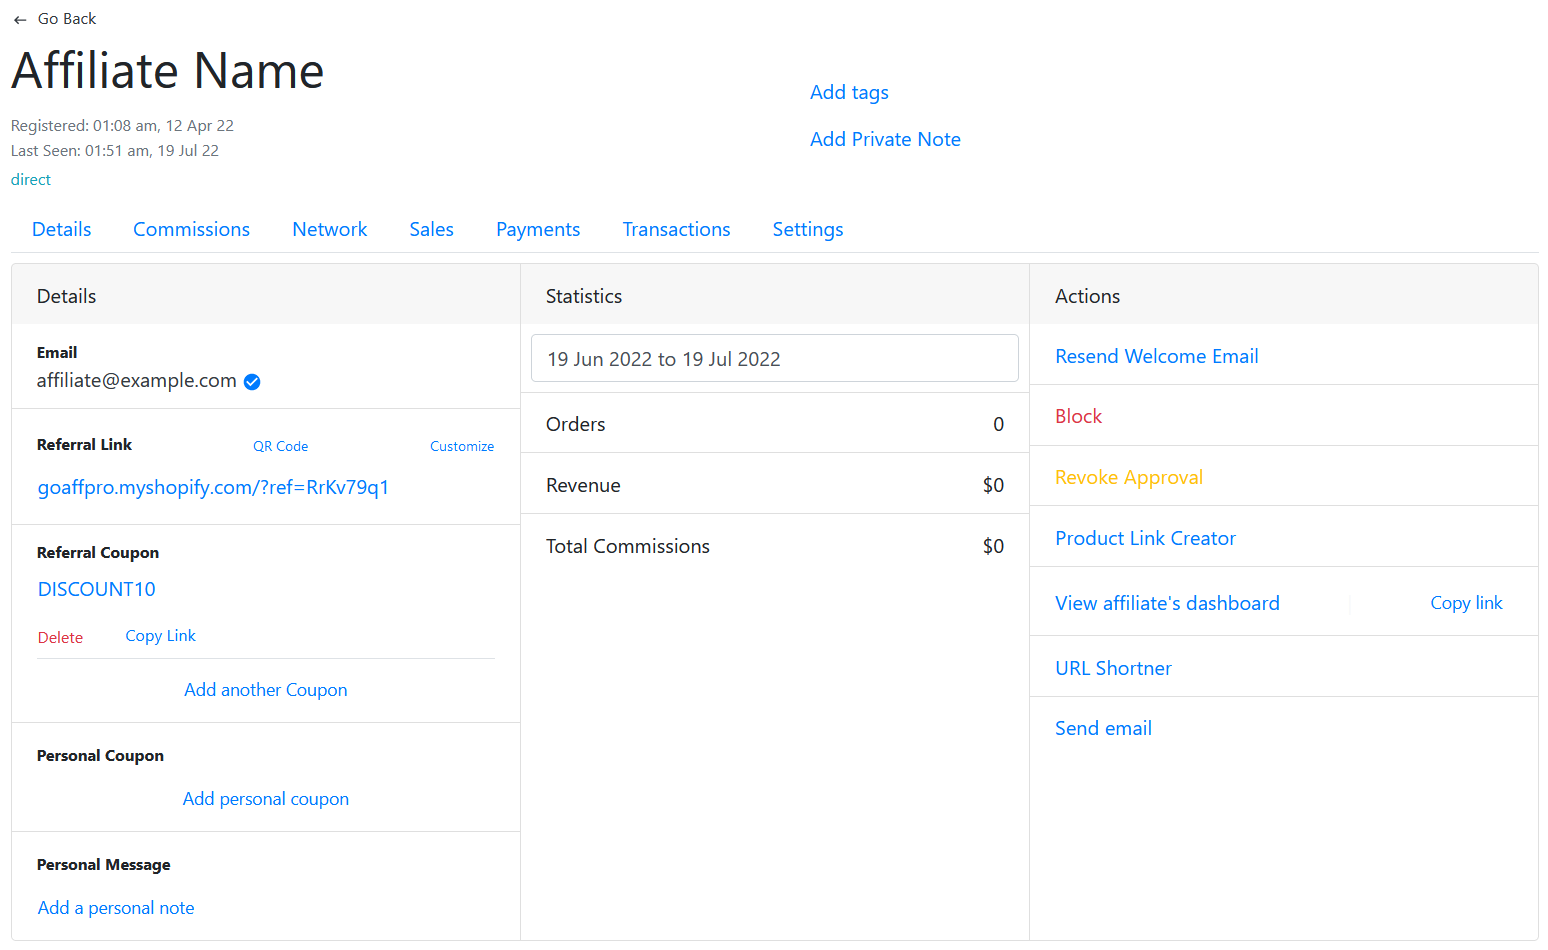 ← Go Back
Affiliate Name
Registered: 01:08 am, 12 Apr 22
Last Seen: 01:51 am, 19 Jul 22
direct
Add tags
Add Private Note
Details Commissions Network Sales Payments Transactions Settings
Details
Email
affiliate@example.com
Referral Link QR Code Customize
goaffpro.myshopify.com/?ref=RrKv79q1
Referral Coupon
DISCOUNT10
Delete Copy Link
Add another Coupon
Personal Coupon
Add personal coupon
Personal Message
Add a personal note
Statistics
19 Jun 2022 to 19 Jul 2022
Orders 0
Revenue $0
Total Commissions $0
Actions
Resend Welcome Email
Block
Revoke Approval
Product Link Creator
View affiliate's dashboard Copy link
URL Shortner
Send email